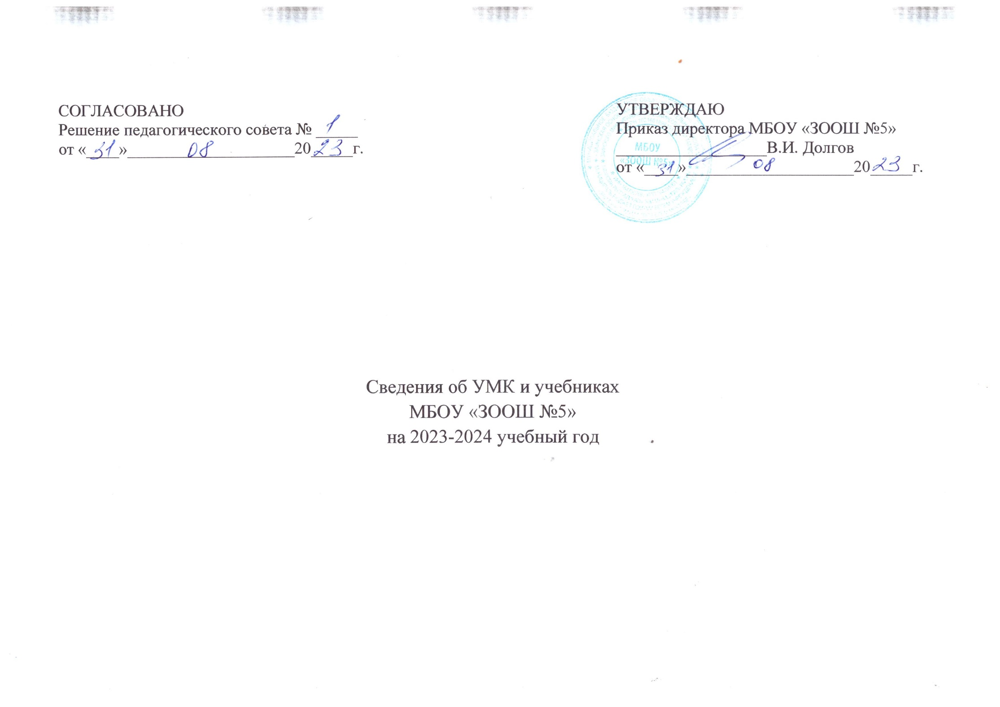 СОГЛАСОВАНО
Решение педагогического совета № 1
от «31» 08 2023 г.
УТВЕРЖДАЮ
Приказ директора МБОУ «ЗООШ №5»
В.И. Долгов
от «31» 08 2023 г.
МБОУ
«ЗООШ №5»
Сведения об УМК и учебниках
МБОУ «ЗООШ №5»
на 2023-2024 учебный год